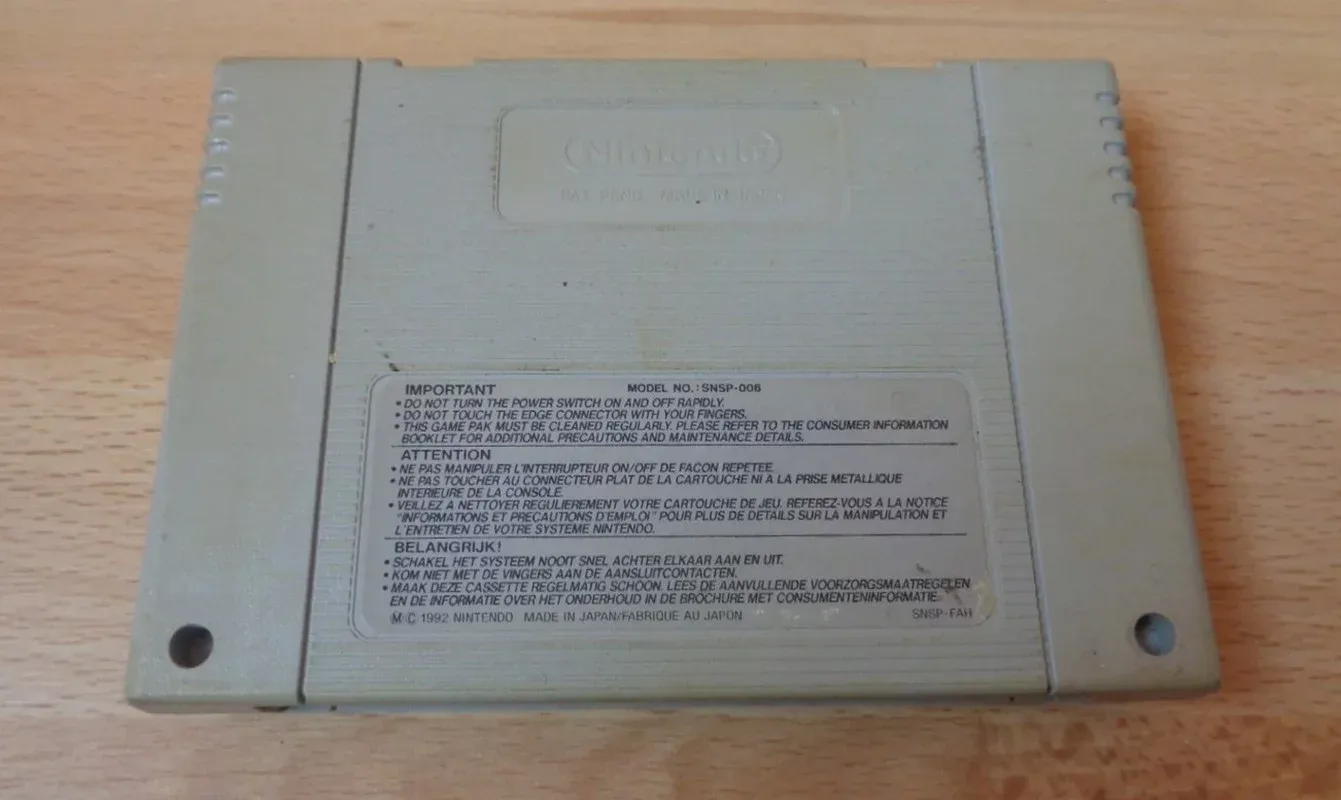 Nintendo
PAT. PEND. MADE IN JAPAN
IMPORTANT MODEL NO.: SNSP-006
• DO NOT TURN THE POWER SWITCH ON AND OFF RAPIDLY.
• DO NOT TOUCH THE EDGE CONNECTOR WITH YOUR FINGERS.
• THIS GAME PAK MUST BE CLEANED REGULARLY. PLEASE REFER TO THE CONSUMER INFORMATION
BOOKLET FOR ADDITIONAL PRECAUTIONS AND MAINTENANCE DETAILS.
ATTENTION
• NE PAS MANIPULER L'INTERRUPTEUR ON/OFF DE FACON REPETEE.
• NE PAS TOUCHER AU CONNECTEUR PLAT DE LA CARTOUCHE NI A LA PRISE METALLIQUE
INTERIEURE DE LA CONSOLE.
• VEILLEZ A NETTOYER REGULIEREMENT VOTRE CARTOUCHE DE JEU. REFEREZ-VOUS A LA NOTICE
"INFORMATIONS ET PRECAUTIONS D'EMPLOI" POUR PLUS DE DETAILS SUR LA MANIPULATION ET
L'ENTRETIEN DE VOTRE SYSTEME NINTENDO.
BELANGRIJK!
• SCHAKEL HET SYSTEEM NOOIT SNEL ACHTER ELKAAR AAN EN UIT.
• KOM NIET MET DE VINGERS AAN DE AANSLUITCONTACTEN.
• MAAK DEZE CASSETTE REGELMATIG SCHOON. LEES DE AANVULLENDE VOORZORGSMAATREGELEN
EN DE INFORMATIE OVER HET ONDERHOUD IN DE BROCHURE MET CONSUMENTENINFORMATIE.
Ⓜ© 1992 NINTENDO MADE IN JAPAN/FABRIQUE AU JAPON SNSP-FAH